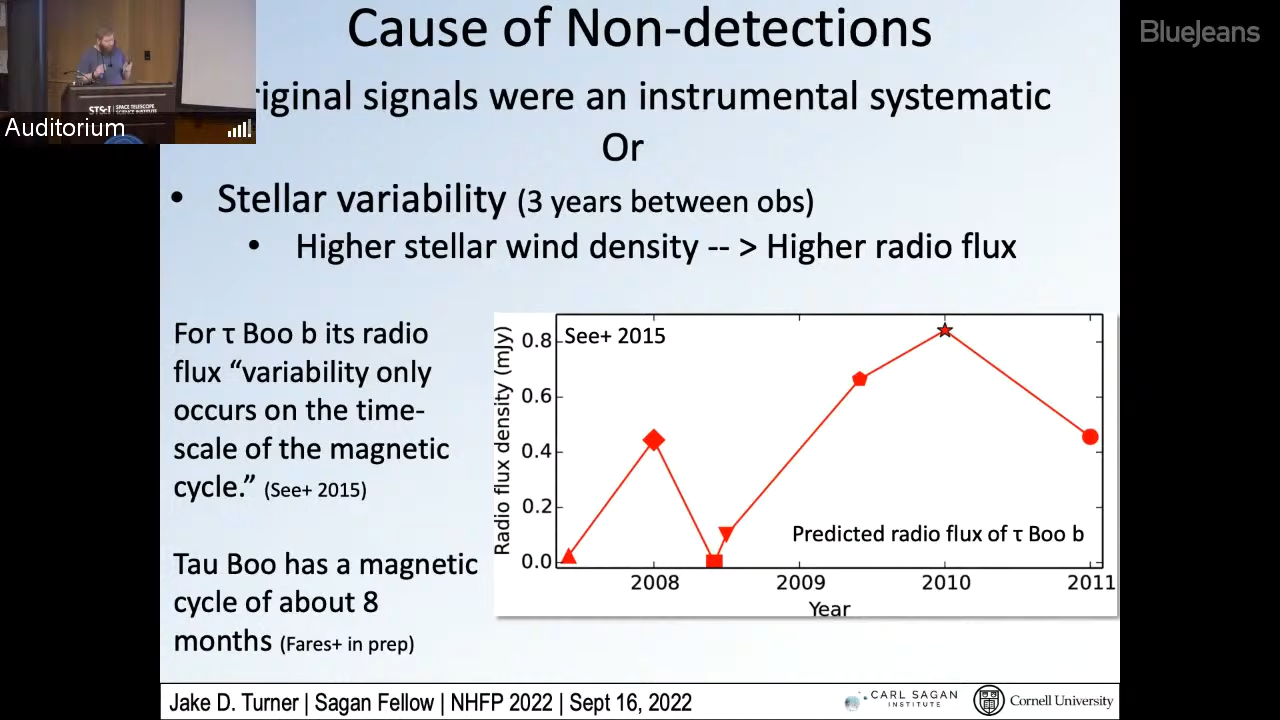 Cause of Non-detections
riginal signals were an instrumental systematic
Or
• Stellar variability (3 years between obs)
• Higher stellar wind density -- > Higher radio flux
For τ Boo b its radio
flux “variability only
occurs on the time-
scale of the magnetic
cycle.” (See+ 2015)
Tau Boo has a magnetic
cycle of about 8
months (Fares+ in prep)
See+ 2015
Radio flux density (mJy)
0.8
0.6
0.4
0.2
0.0
Predicted radio flux of τ Boo b
2008 2009 2010 2011
Year
Jake D. Turner | Sagan Fellow | NHFP 2022 | Sept 16, 2022
CARL SAGAN
INSTITUTE
Cornell University
BlueJeans
STScI | SPACE TELESCOPE
SCIENCE INSTITUTE
Auditorium